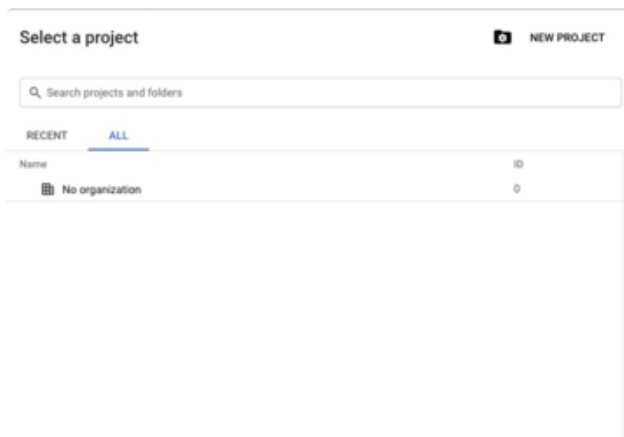 Select a project
NEW PROJECT
Search projects and folders
RECENT ALL
Name ID
No organization 0